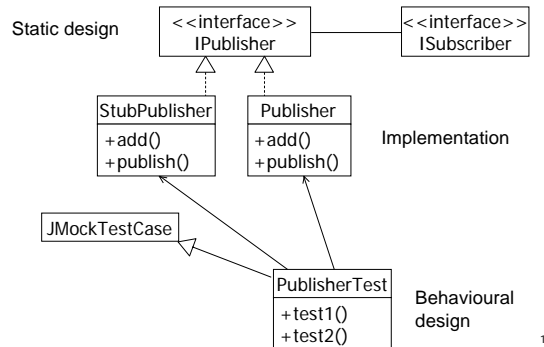 Static design
<<interface>>
IPublisher
<<interface>>
ISubscriber
StubPublisher
+add()
+publish()
Publisher
+add()
+publish()
Implementation
JMockTestCase
PublisherTest
+test1()
+test2()
Behavioural
design
1